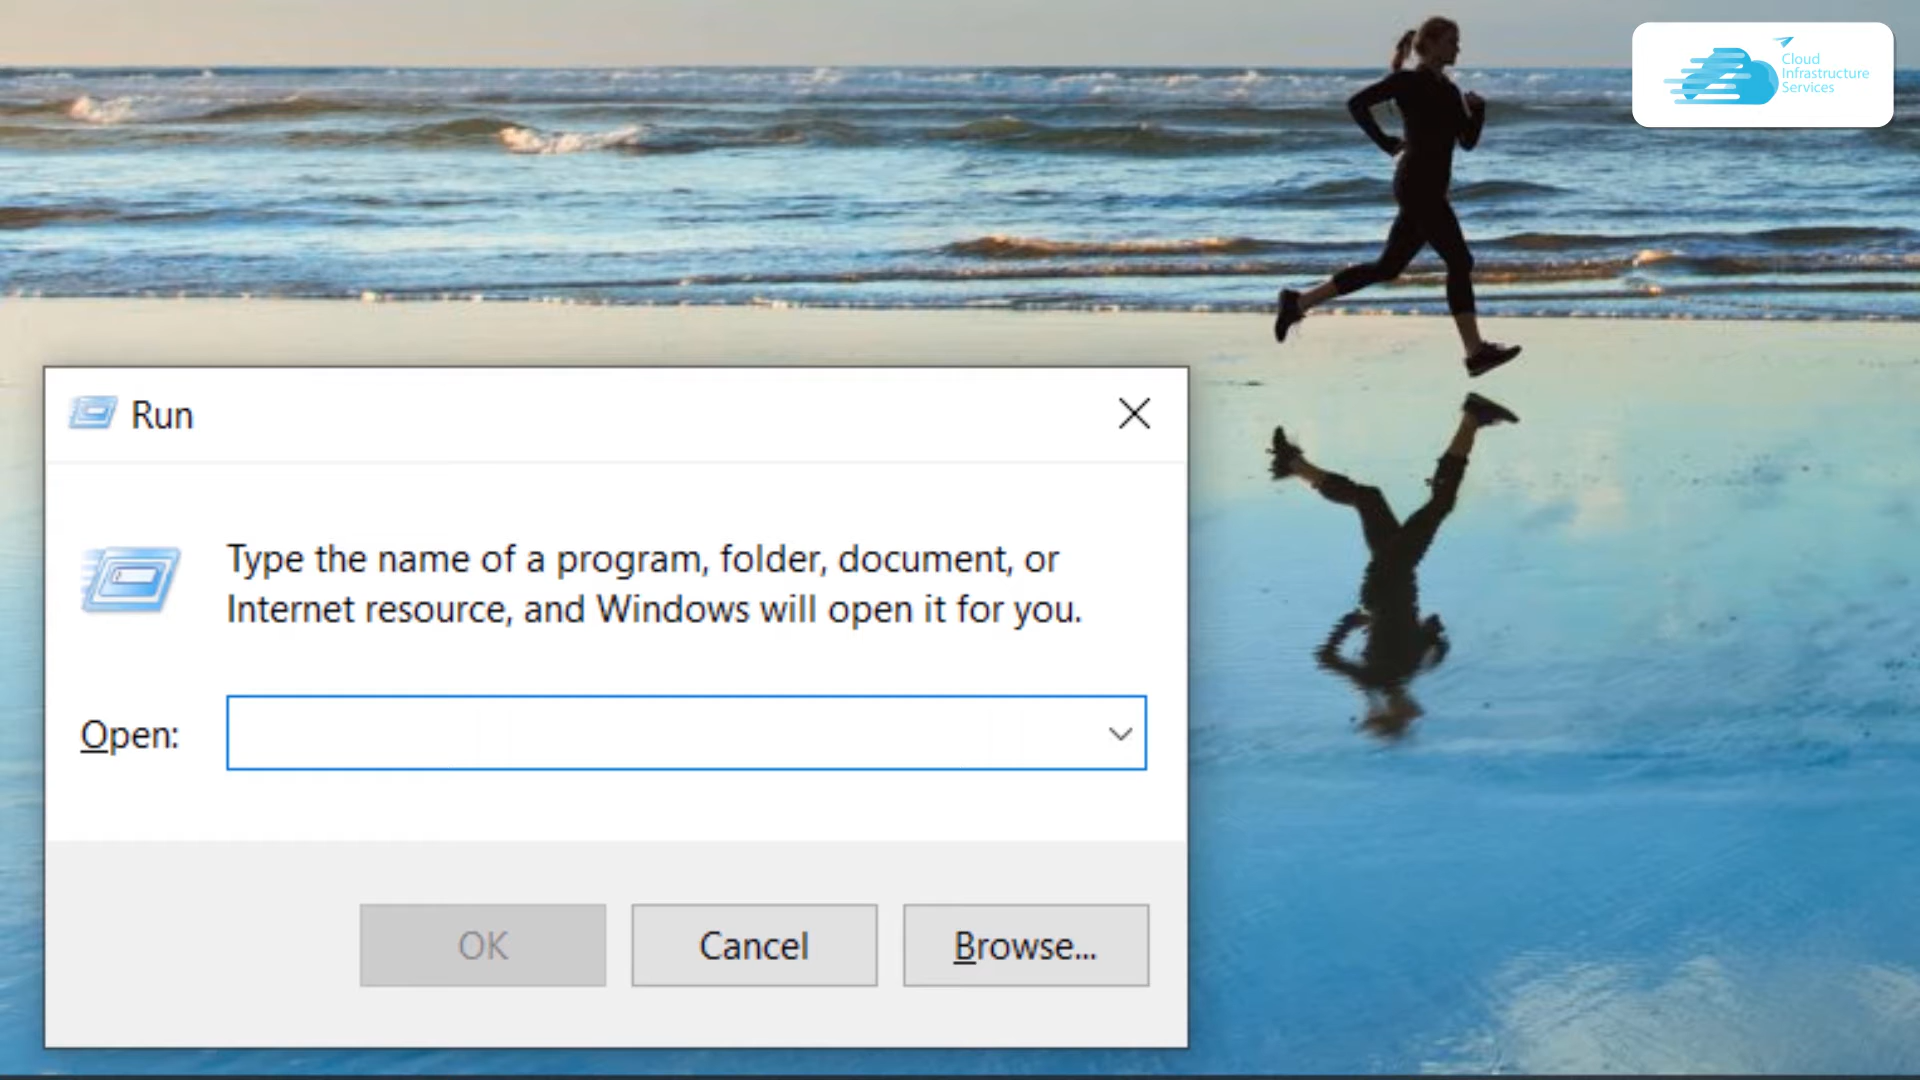 Cloud
Infrastructure
Services
Run
Type the name of a program, folder, document, or
Internet resource, and Windows will open it for you.
Open:
OK
Cancel
Browse...